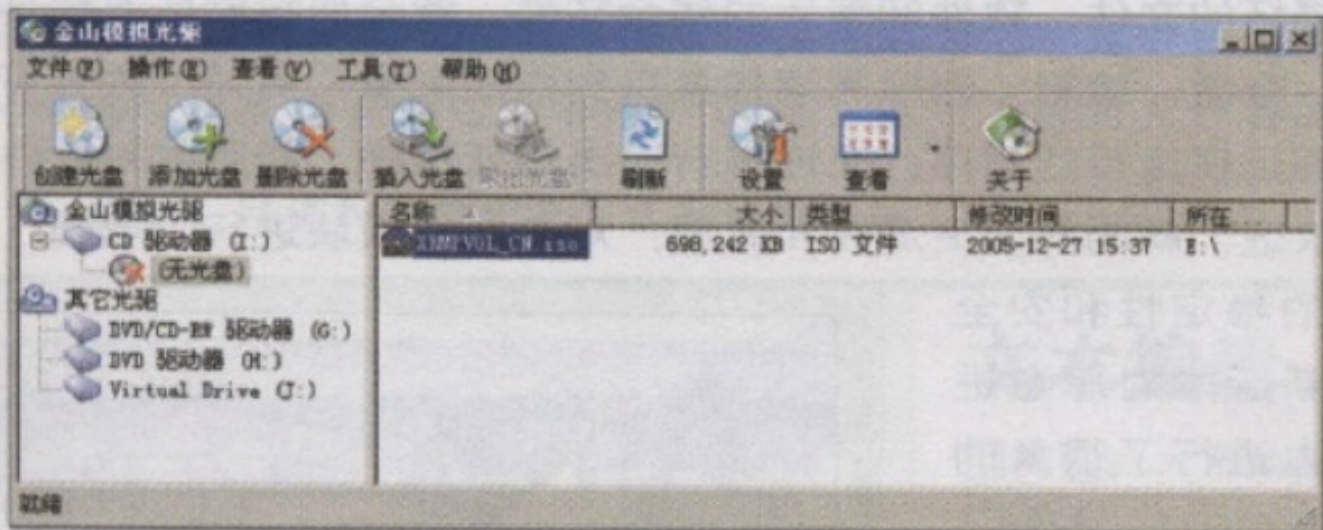 金山模拟光驱
文件(F) 操作(E) 查看(V) 工具(T) 帮助(H)
创建光盘 添加光盘 删除光盘 插入光盘 取出光盘 刷新 设置 查看 关于
金山模拟光驱
CD 驱动器 (I:)
(无光盘)
其它光驱
DVD/CD-RW 驱动器 (G:)
DVD 驱动器 (H:)
Virtual Drive (J:)
名称 大小 类型 修改时间 所在...
698,242 KB ISO 文件 2005-12-27 15:37 E:\
就绪